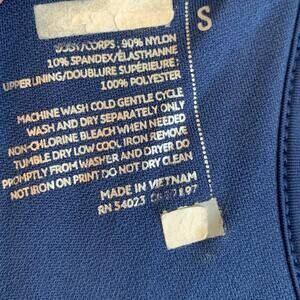 S
BODY/CORPS: 90% NYLON
10% SPANDEX/ÉLASTHANNE
UPPER LINING/DOUBLURE SUPÉRIEURE:
100% POLYESTER
MACHINE WASH COLD GENTLE CYCLE
WASH AND DRY SEPARATELY ONLY
NON-CHLORINE BLEACH WHEN NEEDED
TUMBLE DRY LOW COOL IRON REMOVE
PROMPTLY FROM WASHER AND DRYER DO
NOT IRON ON PRINT DO NOT DRY CLEAN
MADE IN VIETNAM
RN 54023